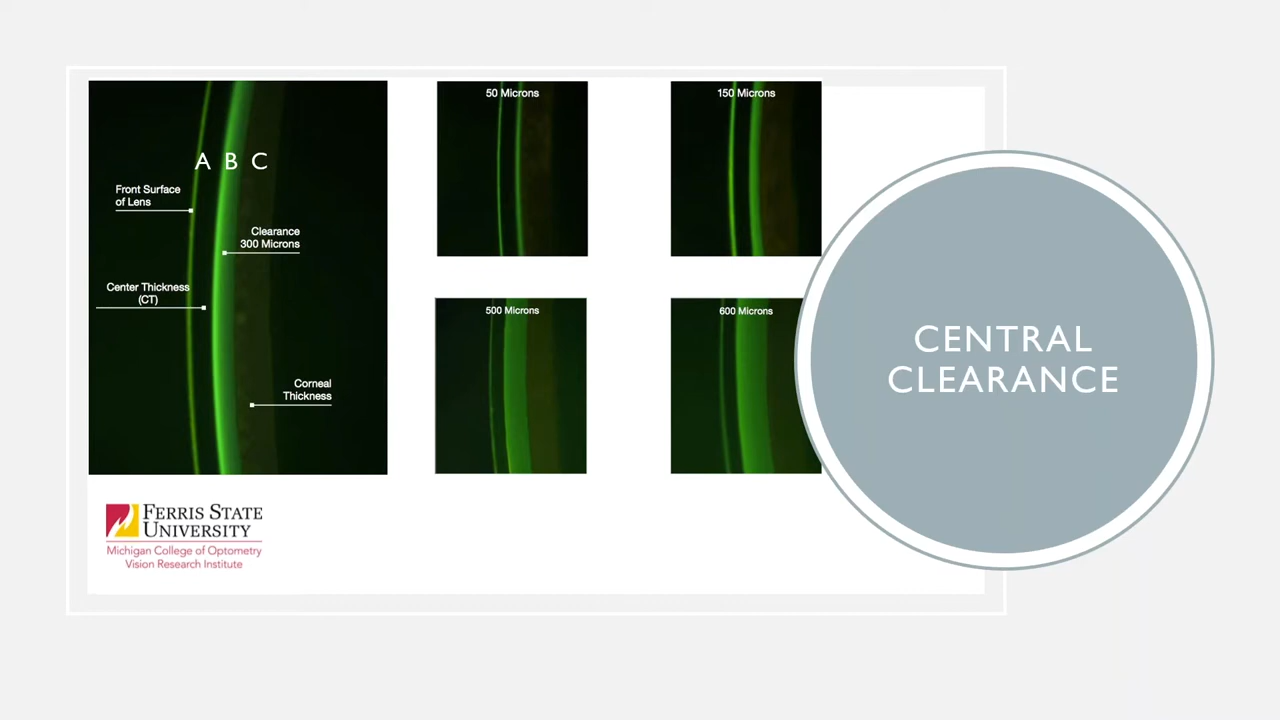 A B C
Front Surface
of Lens
Clearance
300 Microns
Center Thickness
(CT)
Corneal
Thickness
50 Microns
150 Microns
500 Microns
600 Microns
CENTRAL
CLEARANCE
FERRIS STATE
UNIVERSITY
Michigan College of Optometry
Vision Research Institute